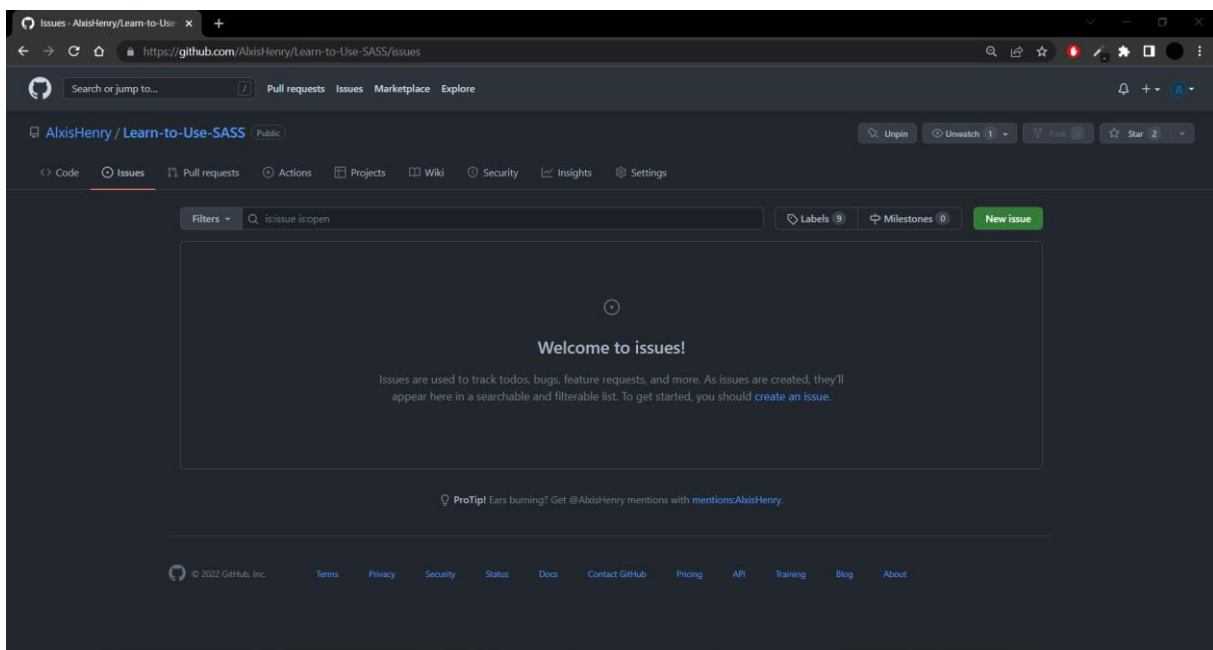 Issues - AlxisHenry/Learn-to-Use
https://github.com/AlxisHenry/Learn-to-Use-SASS/issues
Search or jump to... / Pull requests Issues Marketplace Explore
AlxisHenry / Learn-to-Use-SASS Public Unpin Unwatch 1 Fork Star 2
Code Issues Pull requests Actions Projects Wiki Security Insights Settings
Filters is:issue is:open Labels 9 Milestones 0 New issue
Welcome to issues!
Issues are used to track todos, bugs, feature requests, and more. As issues are created, they'll
appear here in a searchable and filterable list. To get started, you should create an issue.
ProTip! Ears burning? Get @AlxisHenry mentions with mentions:AlxisHenry.
© 2022 GitHub, Inc. Terms Privacy Security Status Docs Contact GitHub Pricing API Training Blog About